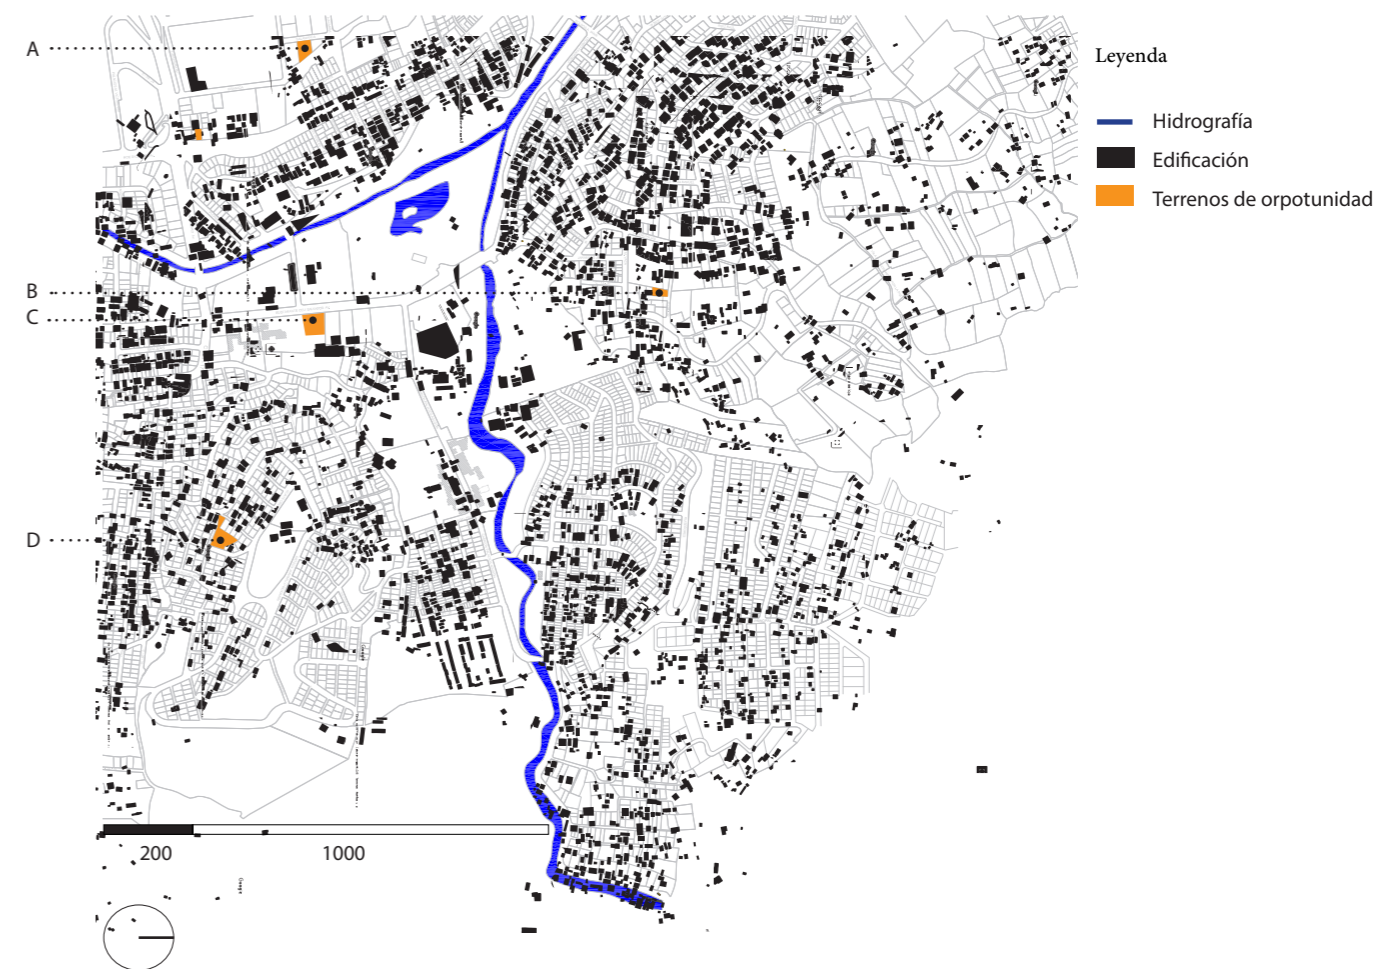 A
B
C
D
Leyenda
Hidrografía
Edificación
Terrenos de orpotunidad
200
1000